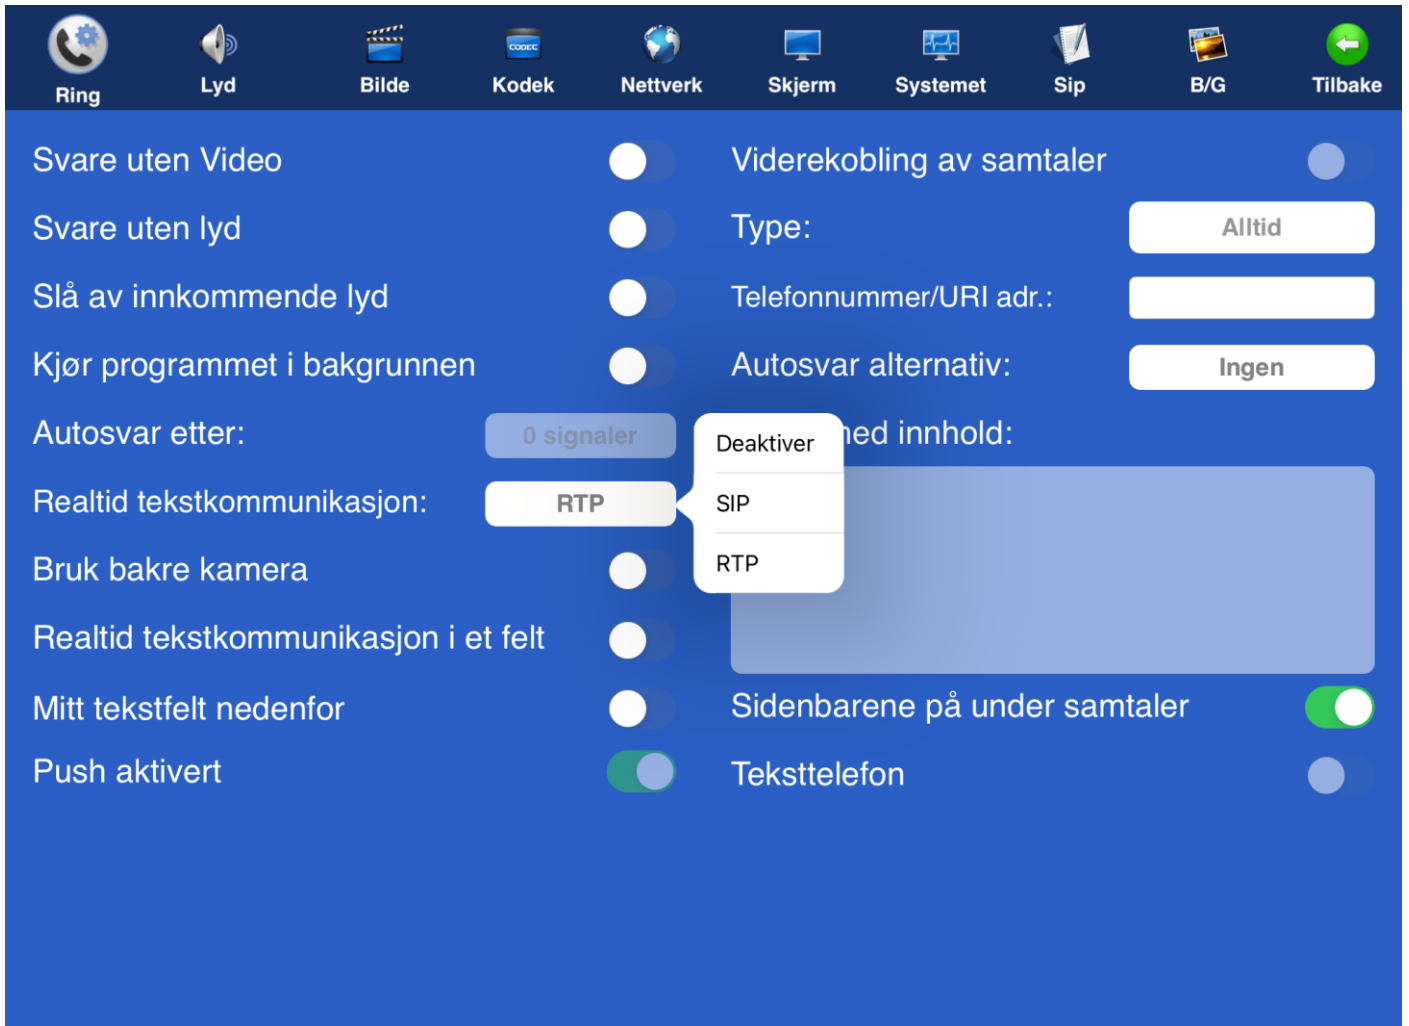 Ring
Lyd
Bilde
CODEC
Kodek
Nettverk
Skjerm
Systemet
Sip
B/G
Tilbake
Svare uten Video
Svare uten lyd
Slå av innkommende lyd
Kjør programmet i bakgrunnen
Autosvar etter:
0 signaler
Realtid tekstkommunikasjon:
RTP
Bruk bakre kamera
Realtid tekstkommunikasjon i et felt
Mitt tekstfelt nedenfor
Push aktivert
Deaktiver
SIP
RTP
Viderekobling av samtaler
Type:
Alltid
Telefonnummer/URI adr.:
Autosvar alternativ:
Ingen
innhold:
Sidenbarene på under samtaler
Teksttelefon